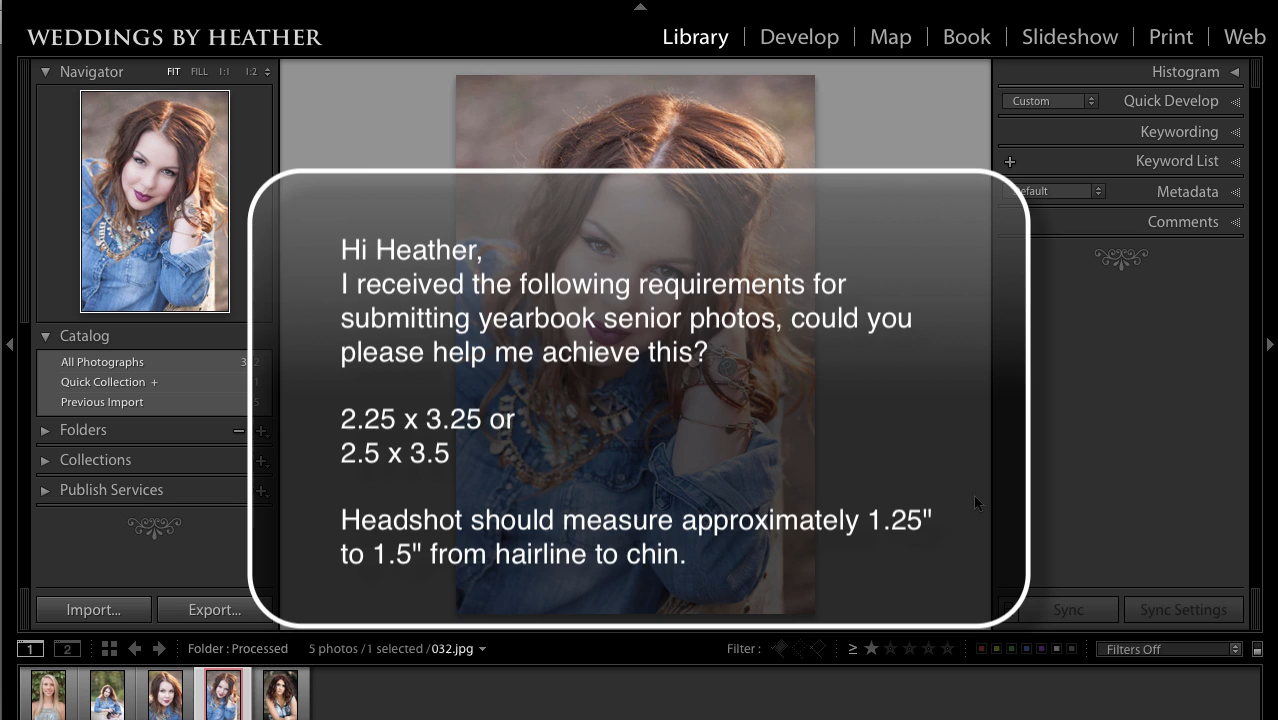 WEDDINGS BY HEATHER
Library | Develop | Map | Book | Slideshow | Print | Web
Navigator FIT FILL 1:1 1:2
Histogram
Custom Quick Develop
Keywording
Keyword List
Metadata
Comments
Hi Heather,
I received the following requirements for
submitting yearbook senior photos, could you
please help me achieve this?
2.25 x 3.25 or
2.5 x 3.5
Headshot should measure approximately 1.25"
to 1.5" from hairline to chin.
Catalog
All Photographs
Quick Collection +
Previous Import
Folders
Collections
Publish Services
Import... Export...
Sync Sync Settings
1 2 Folder : Processed 5 photos / 1 selected / 032.jpg Filter : ≥ Filters Off